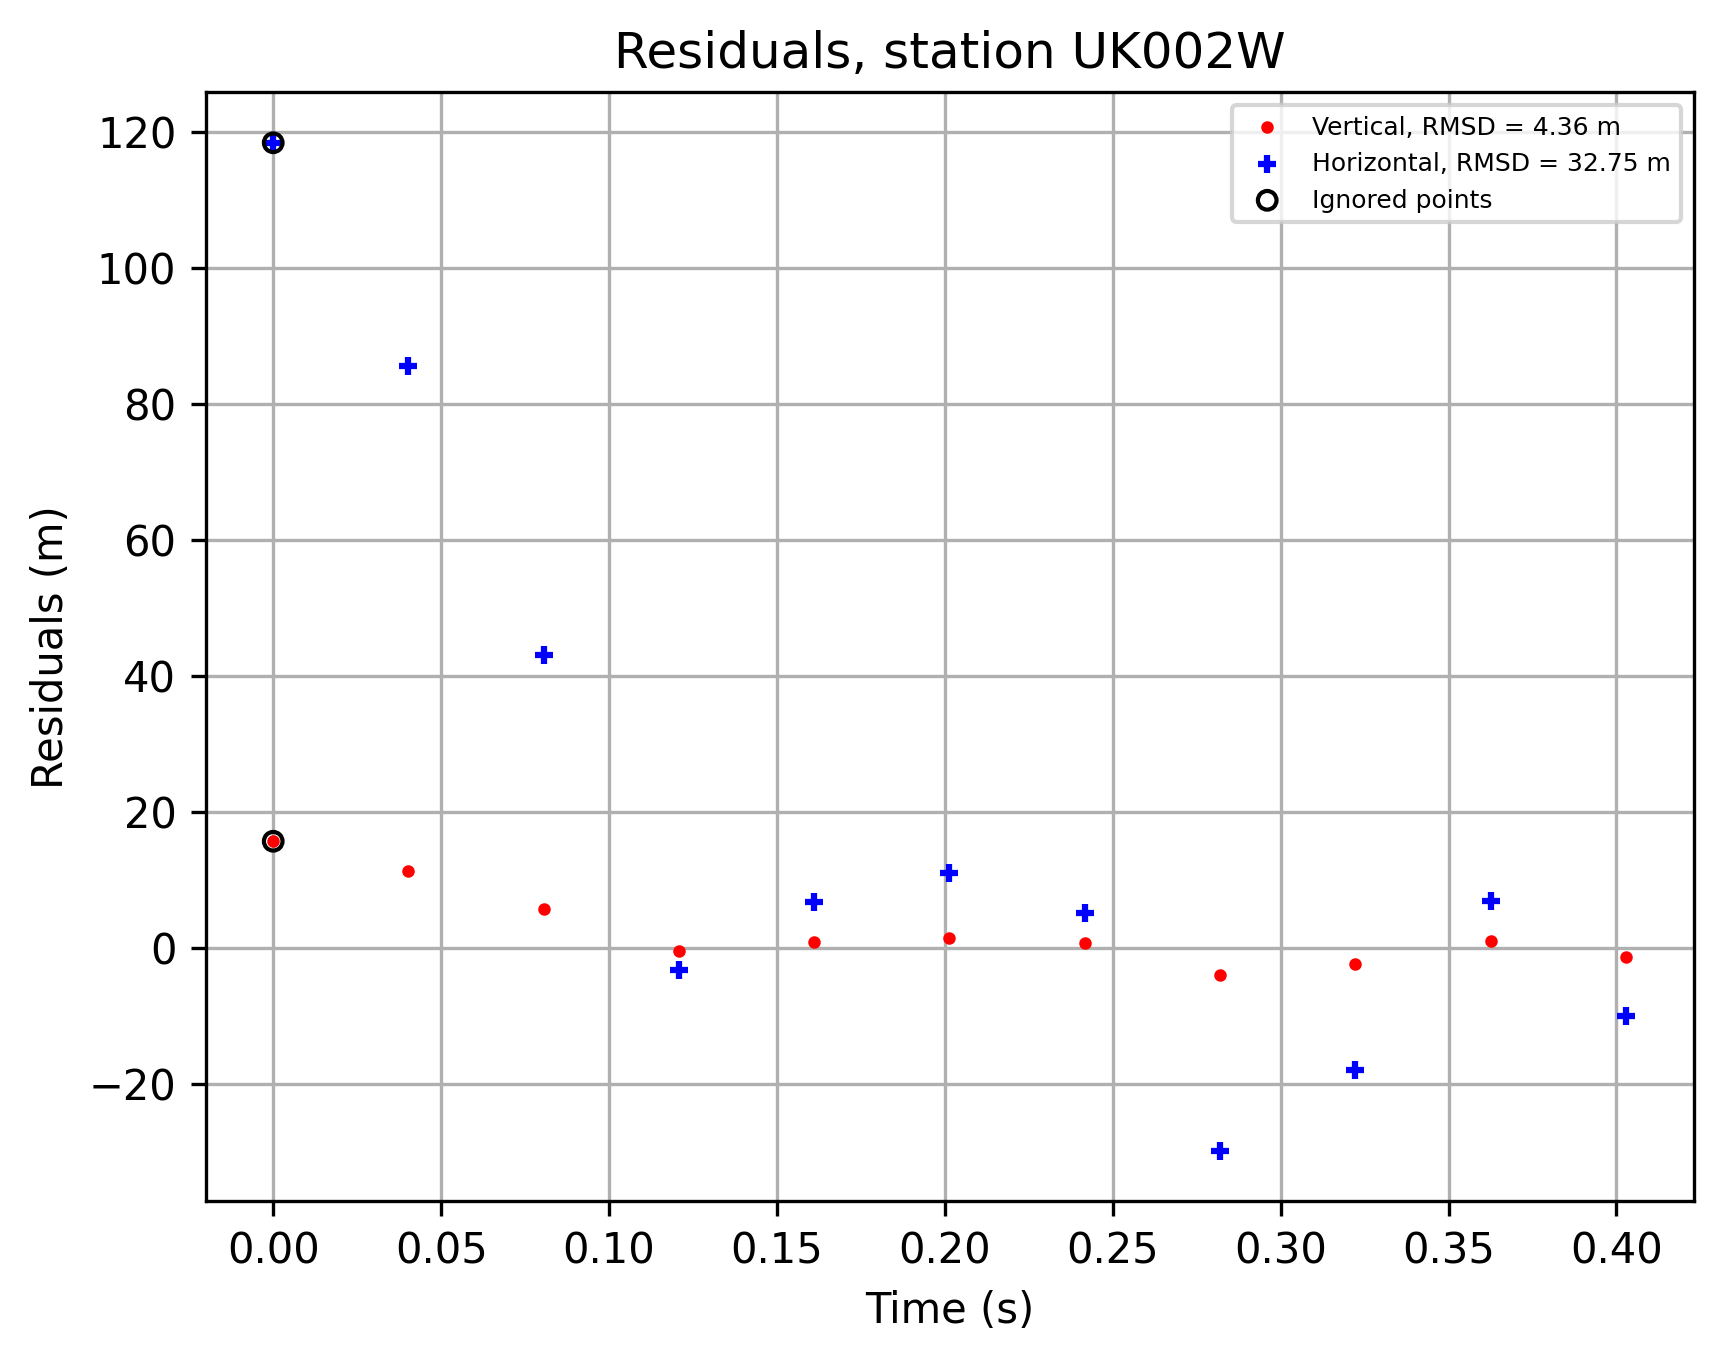 Residuals, station UK002W
Vertical, RMSD = 4.36 m
Horizontal, RMSD = 32.75 m
Ignored points
120
100
80
60
40
20
0
−20
Residuals (m)
0.00 0.05 0.10 0.15 0.20 0.25 0.30 0.35 0.40
Time (s)